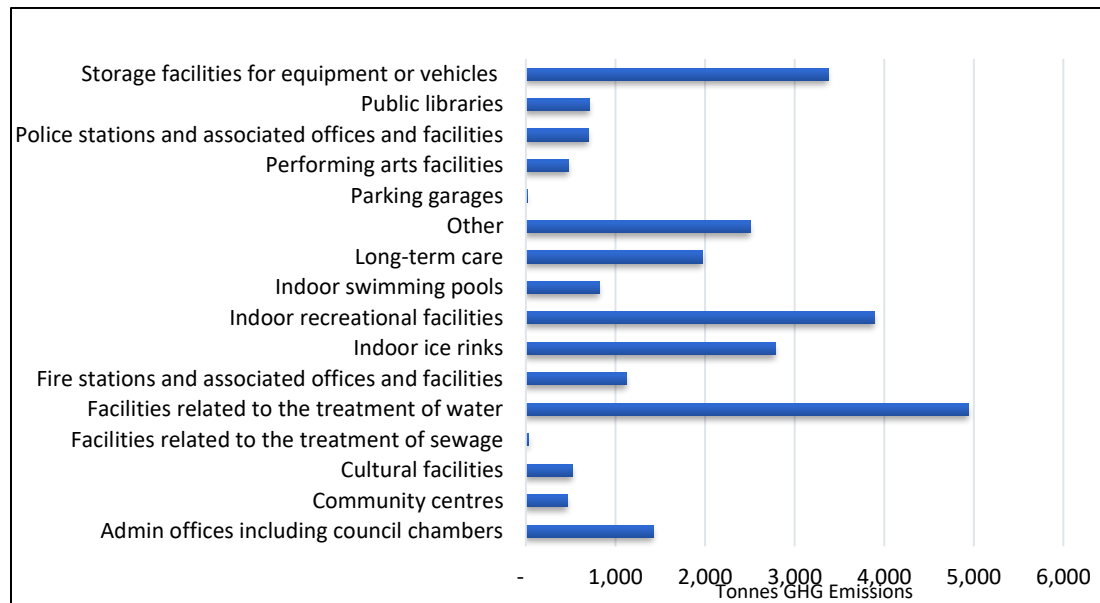 Storage facilities for equipment or vehicles
Public libraries
Police stations and associated offices and facilities
Performing arts facilities
Parking garages
Other
Long-term care
Indoor swimming pools
Indoor recreational facilities
Indoor ice rinks
Fire stations and associated offices and facilities
Facilities related to the treatment of water
Facilities related to the treatment of sewage
Cultural facilities
Community centres
Admin offices including council chambers
- 1,000 2,000 3,000 4,000 5,000 6,000
Tonnes GHG Emissions